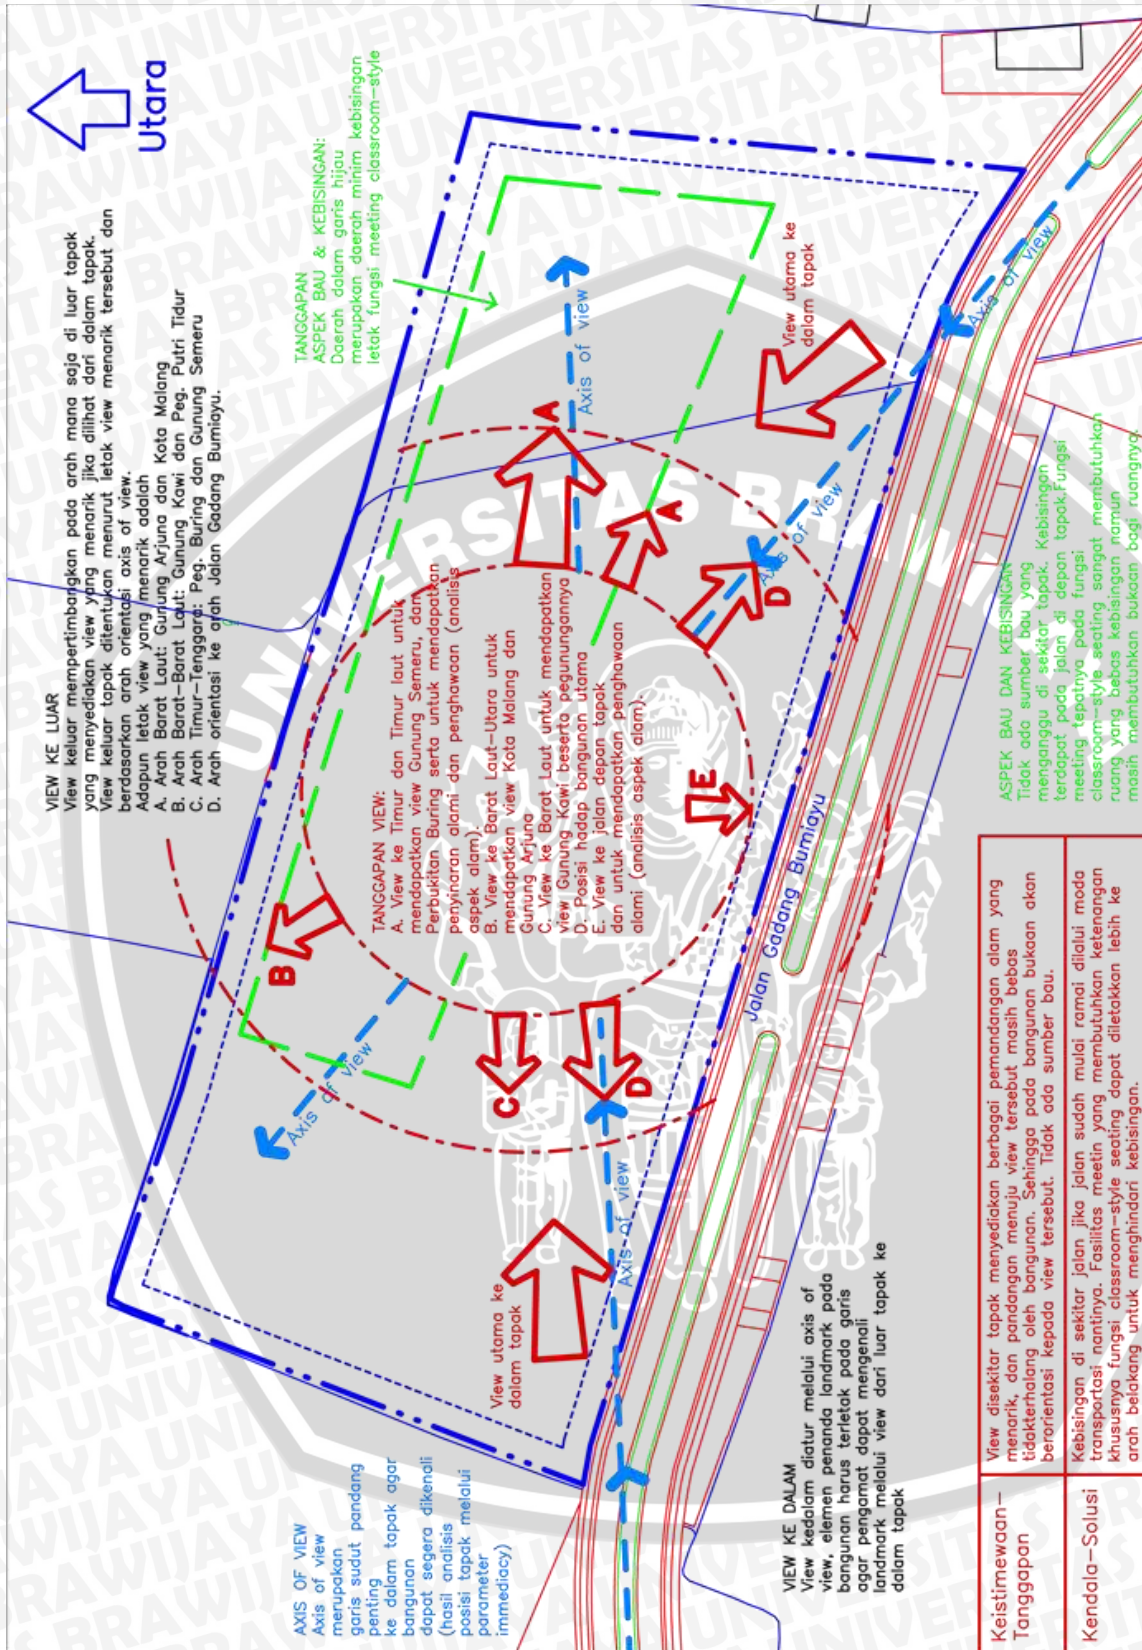 Utara
VIEW KE LUAR
View keluar mempertimbangkan pada arah mana saja di luar tapak
yang menyediakan view yang menarik jika dilihat dari dalam tapak.
View keluar tapak ditentukan menurut letak view menarik tersebut dan
berdasarkan arah orientasi axis of view.
Adapun letak view yang menarik adalah
A. Arah Barat Laut: Gunung Arjuna dan Kota Malang
B. Arah Barat-Barat Laut: Gunung Kawi dan Peg. Putri Tidur
C. Arah Timur-Tenggara: Peg. Buring dan Gunung Semeru
D. Arah orientasi ke arah Jalan Gadang Bumiayu.
TANGGAPAN
ASPEK BAU & KEBISINGAN:
Daerah dalam garis hijau
merupakan daerah minim kebisingan
letak fungsi meeting classroom-style
TANGGAPAN VIEW:
A. View ke Timur dan Timur laut untuk
mendapatkan view Gunung Semeru, dan
Perbukitan Buring serta untuk mendapatkan
penyinaran alami dan penghawaan (analisis
aspek alam).
B. View ke Barat Laut-Utara untuk
mendapatkan view Kota Malang dan
Gunung Arjuna
C. View ke Barat Laut untuk mendapatkan
view Gunung Kawi beserta pegunungannya
D. Posisi hadap bangunan utama
E. View ke jalan depan tapak
dan untuk mendapatkan penghawaan
alami (analisis aspek alam).
B
A
A
C
D
D
E
Axis of view
Axis of view
Axis of view
Axis of view
Axis of view
Axis
View utama ke
dalam tapak
View utama ke
dalam tapak
Jalan Gadang Bumiayu
AXIS OF VIEW
Axis of view
merupakan
garis sudut pandang
penting
ke dalam tapak agar
bangunan
dapat segera dikenali
(hasil analisis
posisi tapak melalui
parameter
immediacy)
VIEW KE DALAM
View kedalam diatur melalui axis of
view, elemen penanda landmark pada
bangunan harus terletak pada garis
agar pengamat dapat mengenali
landmark melalui view dari luar tapak ke
dalam tapak
ASPEK BAU DAN KEBISINGAN
Tidak ada sumber bau yang
menganggu di sekitar tapak. Kebisingan
terdapat pada jalan di depan tapak.Fungsi
meeting tepatnya pada fungsi
classroom-style seating sangat membutuhkan
ruang yang bebas kebisingan namun
masih membutuhkan bukaan bagi ruangnya.
Keistimewaan-
Tanggapan
View disekitar tapak menyediakan berbagai pemandangan alam yang
menarik, dan pandangan menuju view tersebut masih bebas
tidakterhalang oleh bangunan. Sehingga pada bangunan bukaan akan
berorientasi kepada view tersebut. Tidak ada sumber bau.
Kendala-Solusi
Kebisingan di sekitar jalan jika jalan sudah mulai ramai dilalui moda
transportasi nantinya. Fasilitas meetin yang membutuhkan ketenangan
khususnya fungsi classroom-style seating dapat diletakkan lebih ke
arah belakang untuk menghindari kebisingan.
UNIVERSITAS BRAWIJAYA